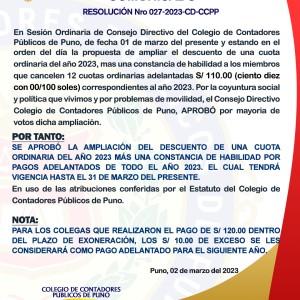 RESOLUCIÓN Nro 027-2023-CD-CCPP
En Sesión Ordinaria de Consejo Directivo del Colegio de Contadores
Públicos de Puno, de fecha 01 de marzo del presente y estando en el
orden del día la propuesta de ampliar el descuento de una cuota
ordinaria del año 2023, mas una constancia de habilidad a los miembros
que cancelen 12 cuotas ordinarias adelantadas S/ 110.00 (ciento diez
con 00/100 soles) correspondientes al año 2023. Por la coyuntura social
y política que vivimos y por problemas de movilidad, el Consejo Directivo
Colegio de Contadores Públicos de Puno, APROBÓ por mayoria de
votos dicha ampliación.
POR TANTO:
SE APROBÓ LA AMPLIACIÓN DEL DESCUENTO DE UNA CUOTA
ORDINARIA DEL AÑO 2023 MÁS UNA CONSTANCIA DE HABILIDAD POR
PAGOS ADELANTADOS DE TODO EL AÑO 2023. EL CUAL TENDRÁ
VIGENCIA HASTA EL 31 DE MARZO DEL PRESENTE.
En uso de las atribuciones conferidas por el Estatuto del Colegio de
Contadores Públicos de Puno.
NOTA:
PARA LOS COLEGAS QUE REALIZARON EL PAGO DE S/ 120.00 DENTRO
DEL PLAZO DE EXONERACIÓN, LOS S/ 10.00 DE EXCESO SE LES
CONSIDERARÁ COMO PAGO ADELANTADO PARA EL SIGUIENTE AÑO.
Puno, 02 de marzo del 2023
COLEGIO DE CONTADORES
PÚBLICOS DE PUNO